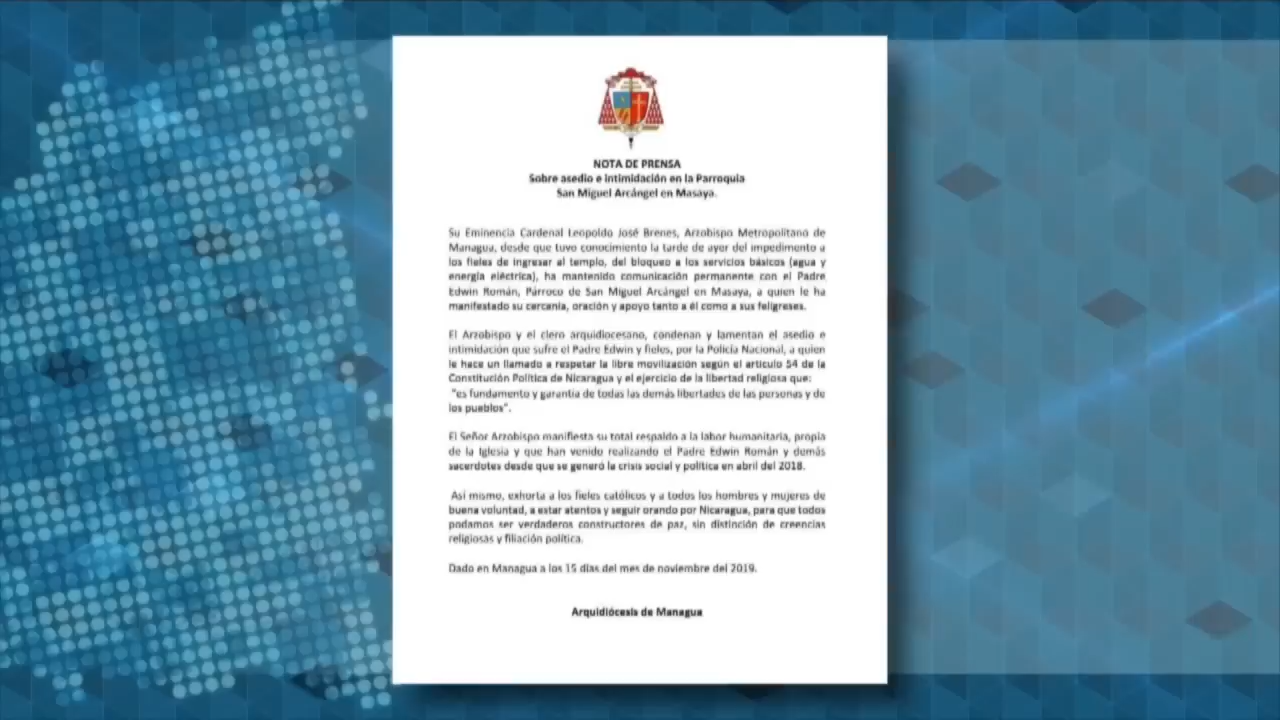 NOTA DE PRENSA
Sobre asedio e intimidación en la Parroquia
San Miguel Arcángel en Masaya.
Su Eminencia Cardenal Leopoldo José Brenes, Arzobispo Metropolitano de
Managua, desde que tuvo conocimiento la tarde de ayer del impedimento a
los fieles de ingresar al templo, del bloqueo a los servicios básicos (agua y
energía eléctrica), ha mantenido comunicación permanente con el Padre
Edwin Román, Párroco de San Miguel Arcángel en Masaya, a quien le ha
manifestado su cercanía, oración y apoyo tanto a él como a sus feligreses.
El Arzobispo y el clero arquidiocesano, condenan y lamentan el asedio e
intimidación que sufre el Padre Edwin y fieles, por la Policía Nacional, a quien
le hace un llamado a respetar la libre movilización según el artículo 54 de la
Constitución Política de Nicaragua y el ejercicio de la libertad religiosa que:
"es fundamento y garantía de todas las demás libertades de las personas y de
los pueblos".
El Señor Arzobispo manifiesta su total respaldo a la labor humanitaria, propia
de la Iglesia y que han venido realizando el Padre Edwin Román y demás
sacerdotes desde que se generó la crisis social y política en abril del 2018.
Así mismo, exhorta a los fieles católicos y a todos los hombres y mujeres de
buena voluntad, a estar atentos y seguir orando por Nicaragua, para que todos
podamos ser verdaderos constructores de paz, sin distinción de creencias
religiosas y filiación política.
Dado en Managua a los 15 días del mes de noviembre del 2019.
Arquidiócesis de Managua